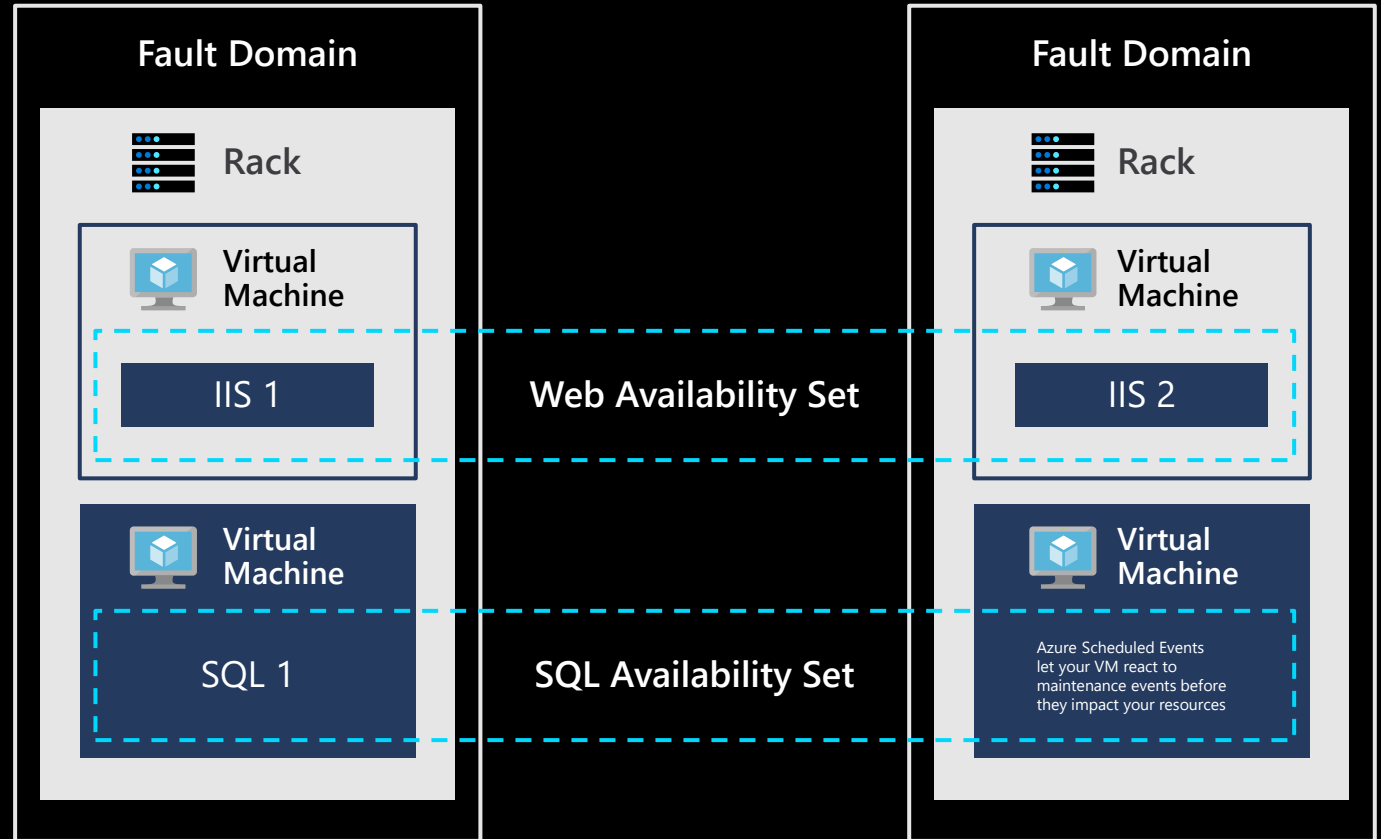 Fault Domain
Rack
Virtual
Machine
IIS 1
Virtual
Machine
SQL 1
Web Availability Set
SQL Availability Set
Fault Domain
Rack
Virtual
Machine
IIS 2
Virtual
Machine
Azure Scheduled Events
let your VM react to
maintenance events before
they impact your resources